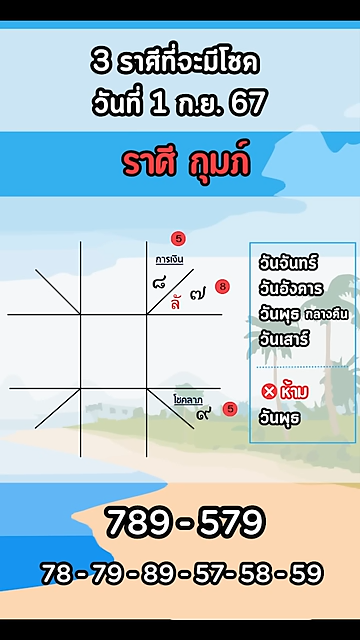 3 ราศีที่จะมีโชค
วันที่ 1 ก.ย. 67
ราศี กุมภ์
5
การเงิน
๘
ลั ๗ 8
โชคลาภ
๙ 5
วันจันทร์
วันอังคาร
วันพุธ กลางคืน
วันเสาร์
ห้าม
วันพุธ
789 - 579
78 - 79 - 89 - 57- 58 - 59